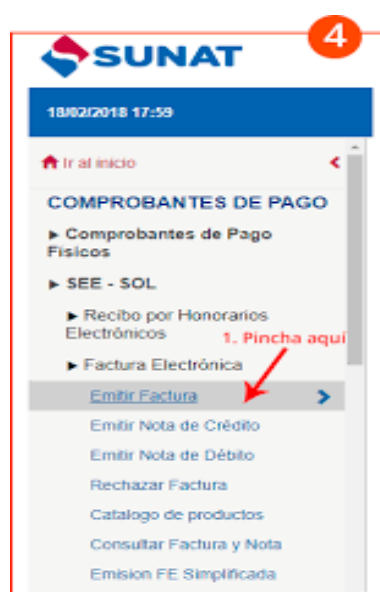 4
SUNAT
18/02/2018 17:59
Ir al inicio
COMPROBANTES DE PAGO
Comprobantes de Pago
Físicos
SEE - SOL
Recibo por Honorarios
Electrónicos
1. Pincha aquí
Factura Electrónica
Emitir Factura
Emitir Nota de Crédito
Emitir Nota de Débito
Rechazar Factura
Catalogo de productos
Consultar Factura y Nota
Emision FE Simplificada